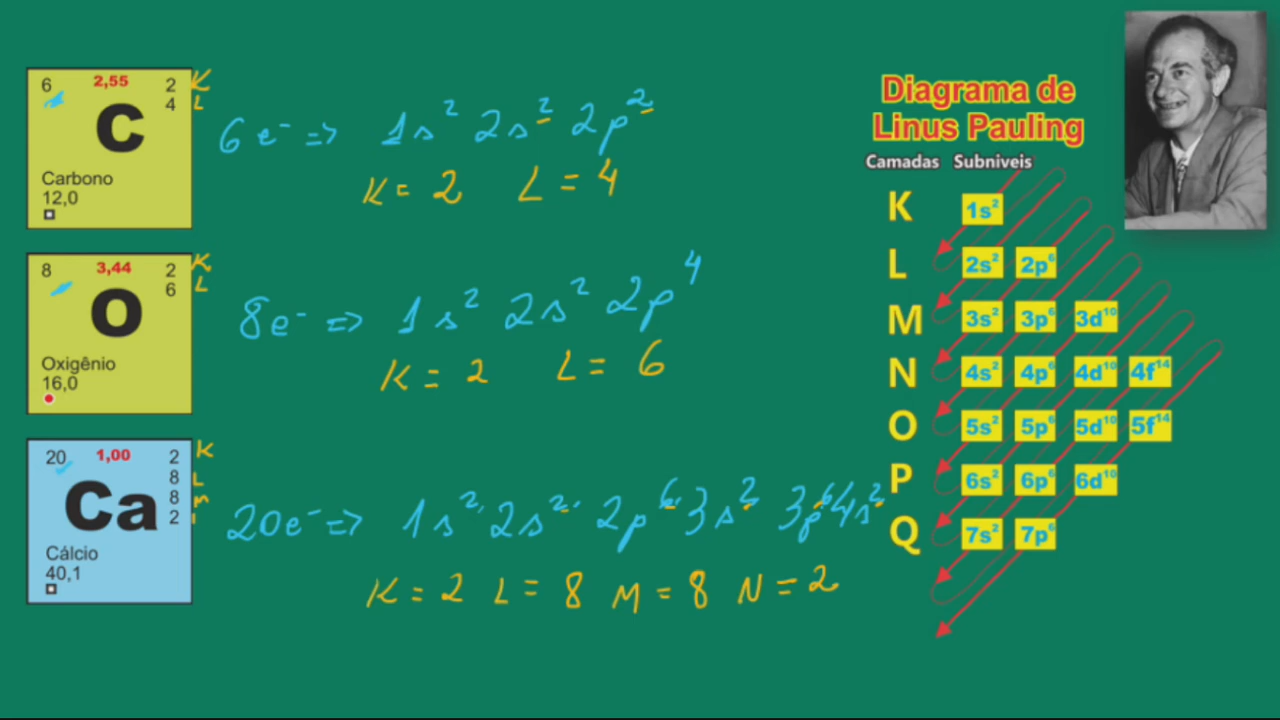 6 2,55 2 K
4 L
C
Carbono
12,0
6 e⁻ => 1s² 2s² 2p²
K = 2 L = 4
8 3,44 2 K
6 L
O
Oxigênio
16,0
8e⁻ => 1s² 2s² 2p⁴
K = 2 L = 6
20 1,00 2 K
8 L
8 M
2
Ca
Cálcio
40,1
20e⁻ => 1s² 2s² 2p⁶ 3s² 3p⁶ 4s²
K = 2 L = 8 M = 8 N = 2
Diagrama de
Linus Pauling
Camadas Subníveis
K 1s²
L 2s² 2p⁶
M 3s² 3p⁶ 3d¹⁰
N 4s² 4p⁶ 4d¹⁰ 4f¹⁴
O 5s² 5p⁶ 5d¹⁰ 5f¹⁴
P 6s² 6p⁶ 6d¹⁰
Q 7s² 7p⁶